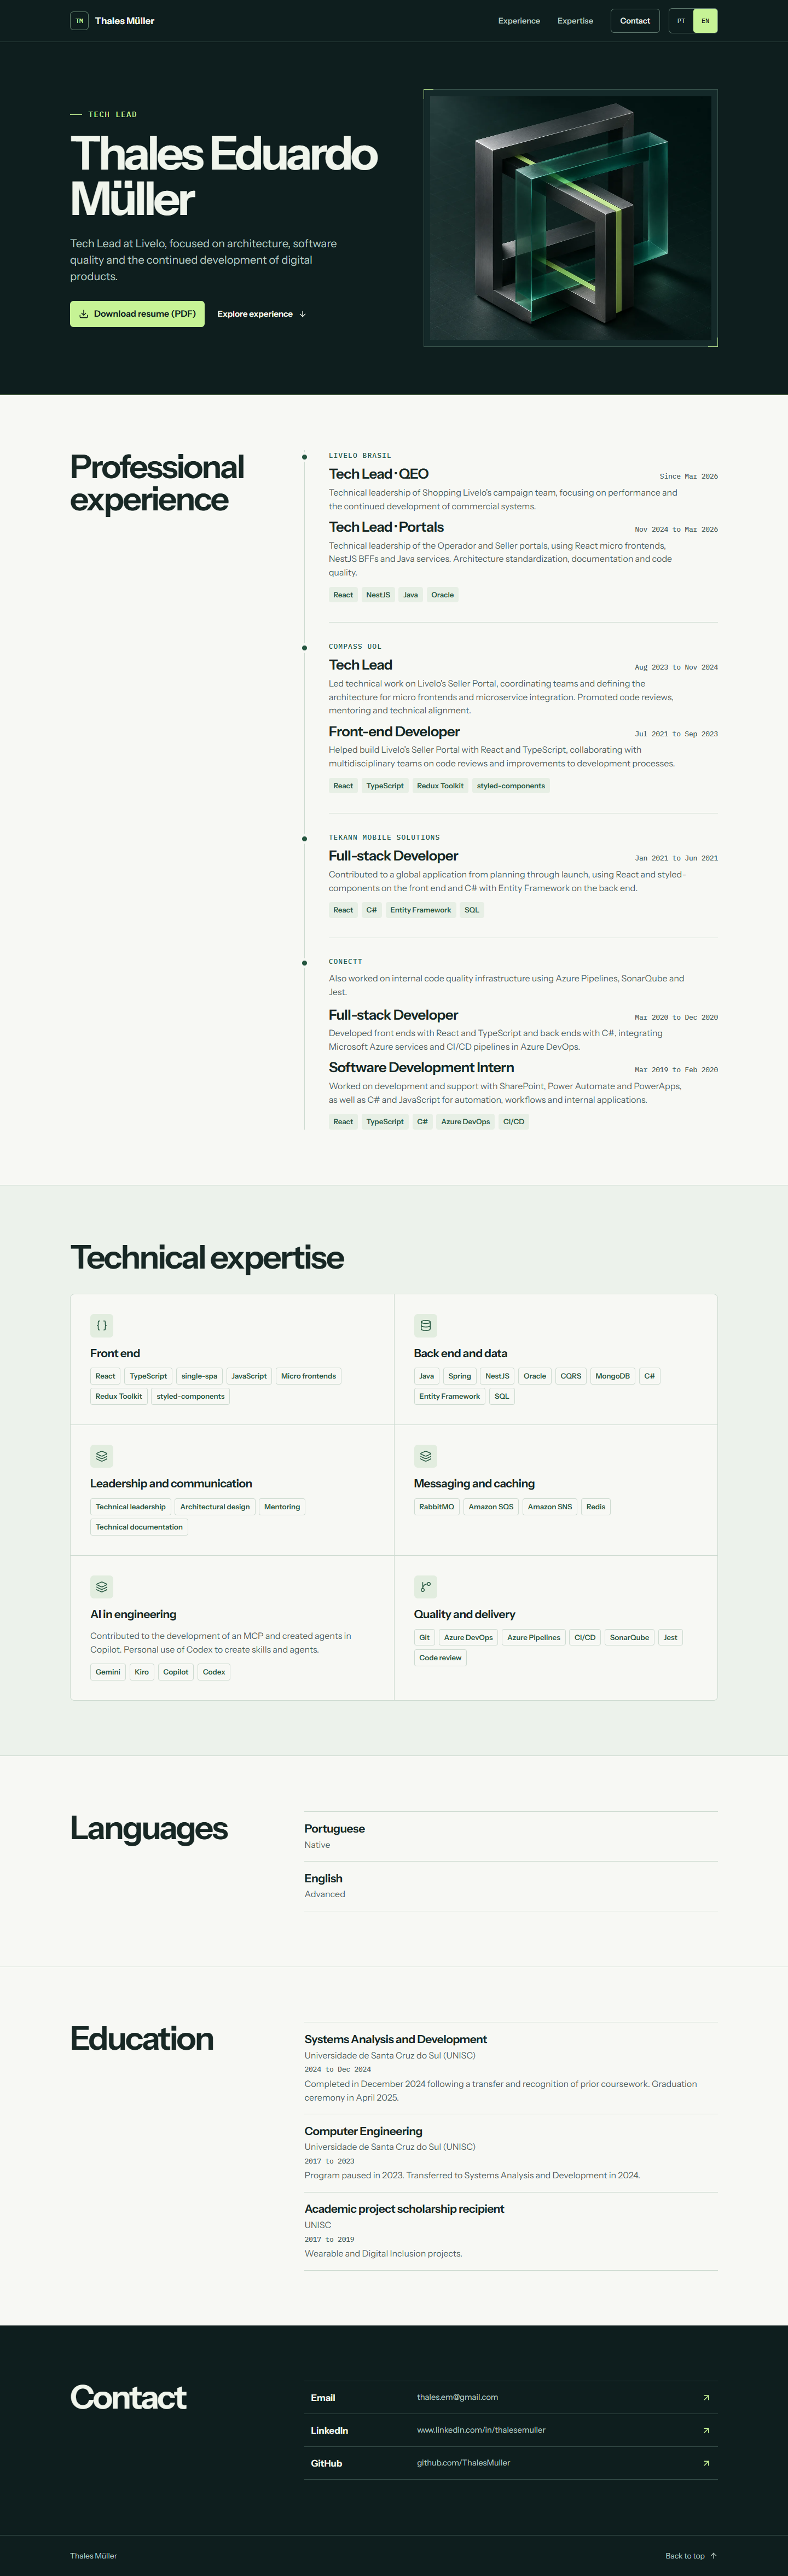 TM Thales Müller Experience Expertise Contact PT EN
TECH LEAD
Thales Eduardo
Müller
Tech Lead at Livelo, focused on architecture, software
quality and the continued development of digital
products.
Download resume (PDF) Explore experience ↓
Professional
experience
LIVELO BRASIL
Tech Lead · QEO Since Mar 2026
Technical leadership of Shopping Livelo's campaign team, focusing on performance and
the continued development of commercial systems.
Tech Lead · Portals Nov 2024 to Mar 2026
Technical leadership of the Operador and Seller portals, using React micro frontends,
NestJS BFFs and Java services. Architecture standardization, documentation and code
quality.
React NestJS Java Oracle
COMPASS UOL
Tech Lead Aug 2023 to Nov 2024
Led technical work on Livelo's Seller Portal, coordinating teams and defining the
architecture for micro frontends and microservice integration. Promoted code reviews,
mentoring and technical alignment.
Front-end Developer Jul 2021 to Sep 2023
Helped build Livelo's Seller Portal with React and TypeScript, collaborating with
multidisciplinary teams on code reviews and improvements to development processes.
React TypeScript Redux Toolkit styled-components
TEKANN MOBILE SOLUTIONS
Full-stack Developer Jan 2021 to Jun 2021
Contributed to a global application from planning through launch, using React and styled-
components on the front end and C# with Entity Framework on the back end.
React C# Entity Framework SQL
CONECTT
Also worked on internal code quality infrastructure using Azure Pipelines, SonarQube and
Jest.
Full-stack Developer Mar 2020 to Dec 2020
Developed front ends with React and TypeScript and back ends with C#, integrating
Microsoft Azure services and CI/CD pipelines in Azure DevOps.
Software Development Intern Mar 2019 to Feb 2020
Worked on development and support with SharePoint, Power Automate and PowerApps,
as well as C# and JavaScript for automation, workflows and internal applications.
React TypeScript C# Azure DevOps CI/CD
Technical expertise
Front end
React TypeScript single-spa JavaScript Micro frontends
Redux Toolkit styled-components
Back end and data
Java Spring NestJS Oracle CQRS MongoDB C#
Entity Framework SQL
Leadership and communication
Technical leadership Architectural design Mentoring
Technical documentation
Messaging and caching
RabbitMQ Amazon SQS Amazon SNS Redis
AI in engineering
Contributed to the development of an MCP and created agents in
Copilot. Personal use of Codex to create skills and agents.
Gemini Kiro Copilot Codex
Quality and delivery
Git Azure DevOps Azure Pipelines CI/CD SonarQube Jest
Code review
Languages
Portuguese
Native
English
Advanced
Education
Systems Analysis and Development
Universidade de Santa Cruz do Sul (UNISC)
2024 to Dec 2024
Completed in December 2024 following a transfer and recognition of prior coursework. Graduation
ceremony in April 2025.
Computer Engineering
Universidade de Santa Cruz do Sul (UNISC)
2017 to 2023
Program paused in 2023. Transferred to Systems Analysis and Development in 2024.
Academic project scholarship recipient
UNISC
2017 to 2019
Wearable and Digital Inclusion projects.
Contact
Email thales.em@gmail.com
LinkedIn www.linkedin.com/in/thalesemuller
GitHub github.com/ThalesMuller
Thales Müller Back to top ↑